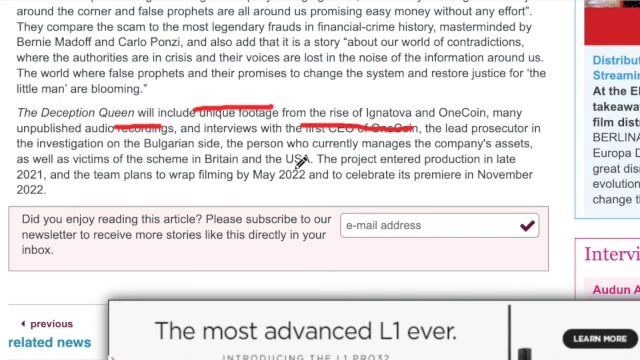 around the corner and false prophets are all around us promising easy money without any effort".
They compare the scam to the most legendary frauds in financial-crime history, masterminded by
Bernie Madoff and Carlo Ponzi, and also add that it is a story “about our world of contradictions,
where the authorities are in crisis and their voices are lost in the noise of the information around us.
The world where false prophets and their promises to change the system and restore justice for ‘the
little man’ are blooming.”
The Deception Queen will include unique footage from the rise of Ignatova and OneCoin, many
unpublished audio recordings, and interviews with the first CEO of OneCoin, the lead prosecutor in
the investigation on the Bulgarian side, the person who currently manages the company's assets,
as well as victims of the scheme in Britain and the USA. The project entered production in late
2021, and the team plans to wrap filming by May 2022 and to celebrate its premiere in November
2022.
Did you enjoy reading this article? Please subscribe to our
newsletter to receive more stories like this directly in your
inbox.
e-mail address
previous
related news
Distribut
Streamin
At the E
takeawa
film distr
BERLINA
Europa D
great dis
evolution
change t
Intervi
Audun A
The most advanced L1 ever.
INTRODUCING THE L1 PRO32
LEARN MORE